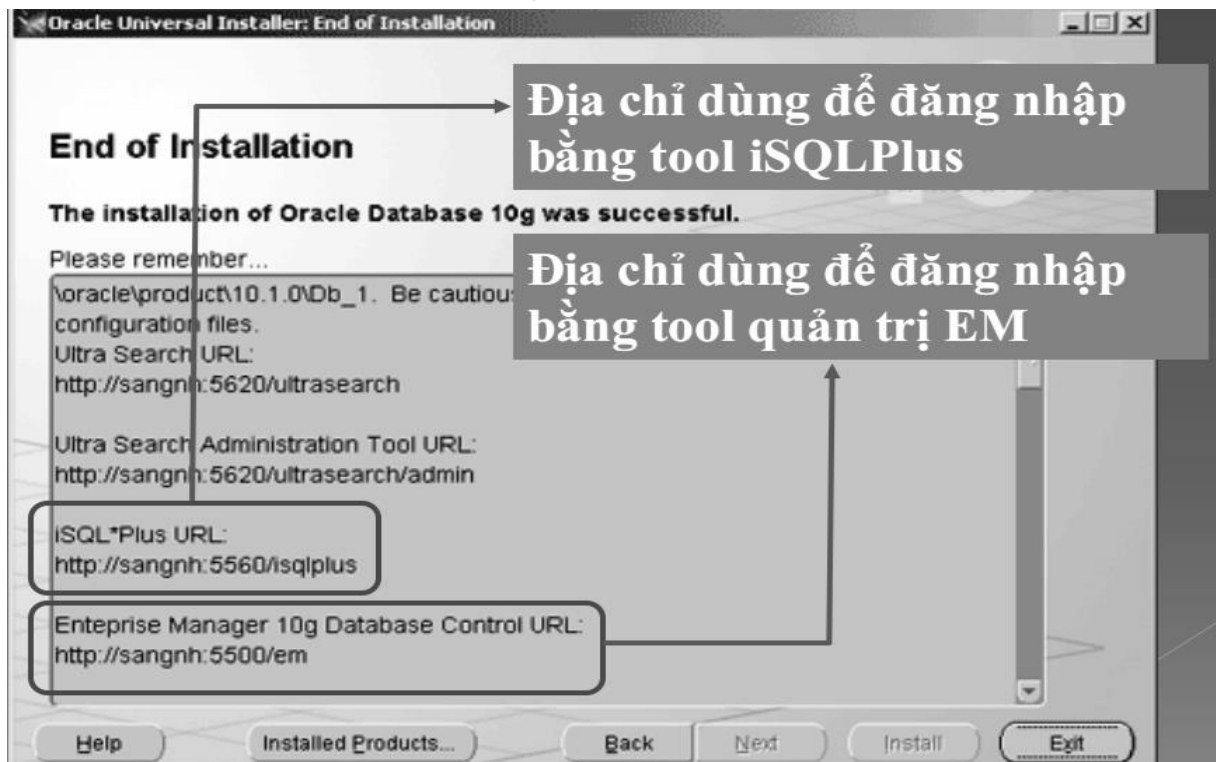 Oracle Universal Installer: End of Installation
Địa chỉ dùng để đăng nhập
bằng tool iSQLPlus
End of Installation
The installation of Oracle Database 10g was successful.
Địa chỉ dùng để đăng nhập
bằng tool quản trị EM
Please remember...
\oracle\product\10.1.0\Db_1. Be cautious
configuration files.
Ultra Search URL:
http://sangnh:5620/ultrasearch
Ultra Search Administration Tool URL:
http://sangnh:5620/ultrasearch/admin
iSQL*Plus URL:
http://sangnh:5560/isqlplus
Enteprise Manager 10g Database Control URL:
http://sangnh:5500/em
Help
Installed Products...
Back
Next
Install
Exit